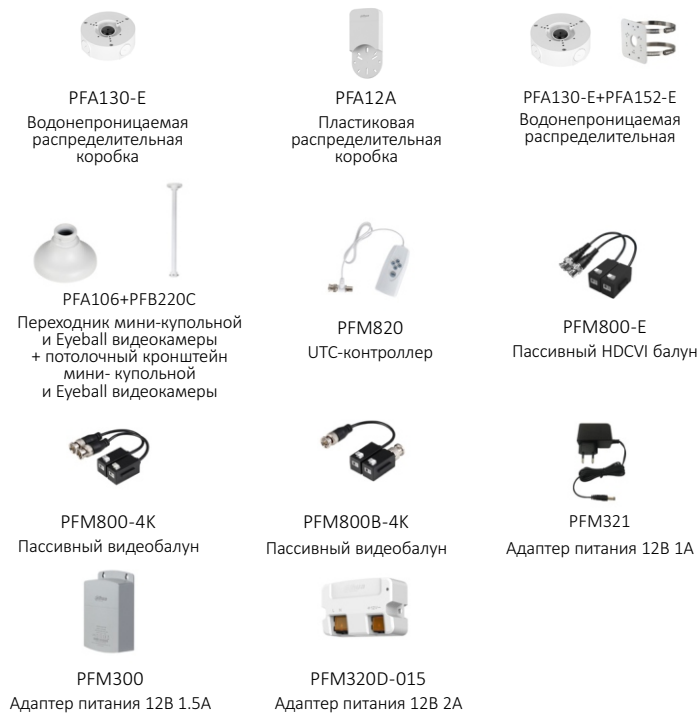 PFA130-E
Водонепроницаемая
распределительная
коробка
PFA12A
Пластиковая
распределительная
коробка
PFA130-E+PFA152-E
Водонепроницаемая
распределительная
PFA106+PFB220C
Переходник мини-купольной
и Eyeball видеокамеры
+ потолочный кронштейн
мини- купольной
и Eyeball видеокамеры
PFM820
UTC-контроллер
PFM800-E
Пассивный HDCVI балун
PFM800-4K
Пассивный видеобалун
PFM800B-4K
Пассивный видеобалун
PFM321
Адаптер питания 12В 1А
PFM300
Адаптер питания 12В 1.5А
PFM320D-015
Адаптер питания 12В 2А